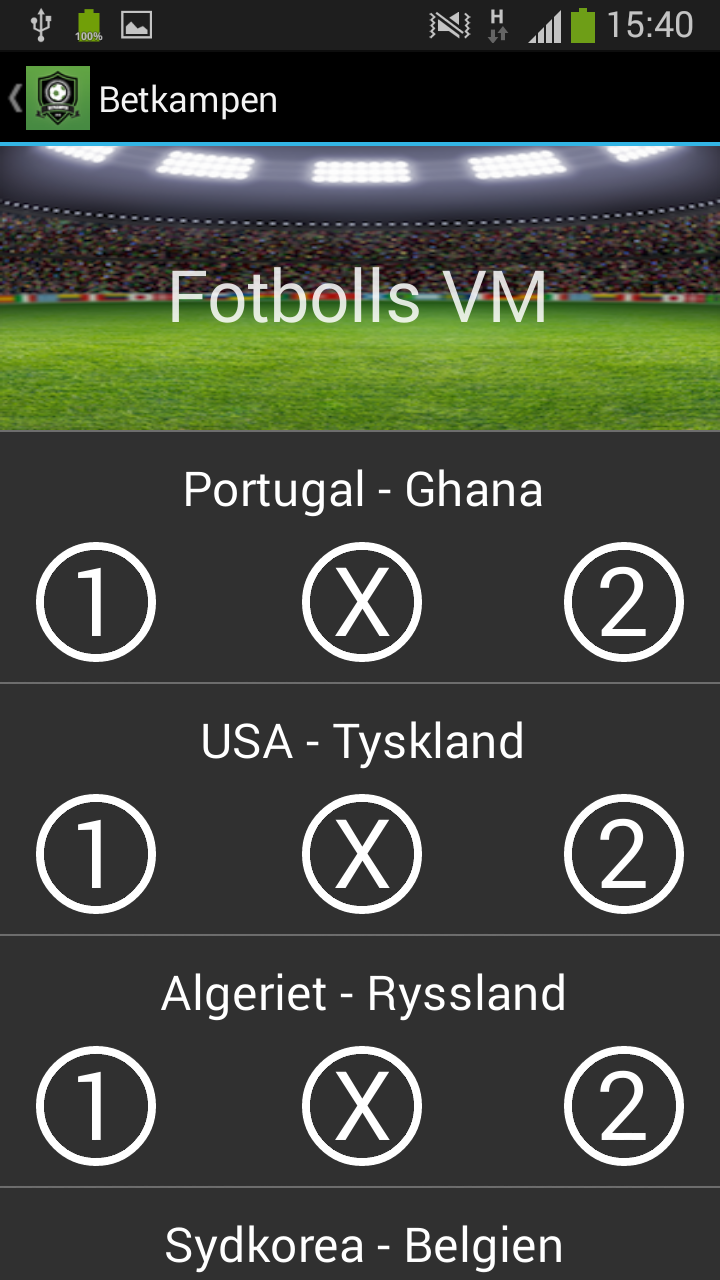 100% H 15:40
Betkampen
Fotbolls VM
Portugal - Ghana
1 X 2
USA - Tyskland
1 X 2
Algeriet - Ryssland
1 X 2
Sydkorea - Belgien